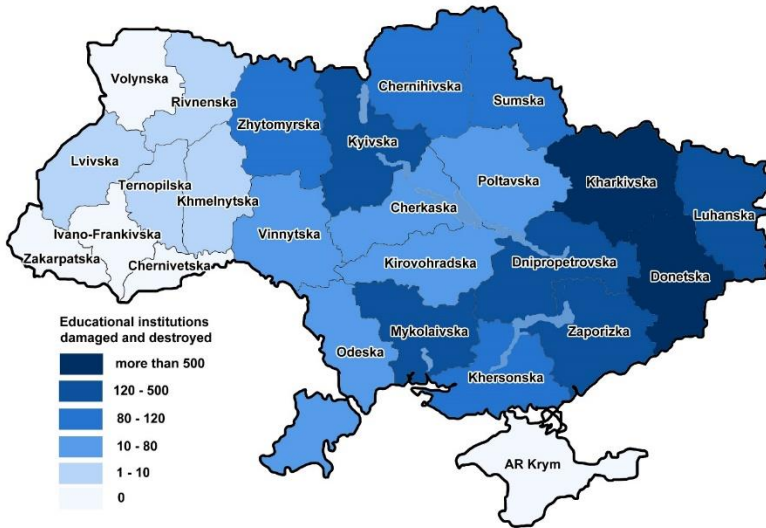 Volynska
Rivnenska
Chernihivska
Sumska
Zhytomyrska
Kyivska
Lvivska
Ternopilska
Khmelnytska
Poltavska
Kharkivska
Luhanska
Cherkaska
Ivano-Frankivska
Vinnytska
Zakarpatska
Chernivetska
Kirovohradska
Dnipropetrovska
Donetska
Mykolaivska
Zaporizka
Odeska
Khersonska
AR Krym
Educational institutions
damaged and destroyed
more than 500
120 - 500
80 - 120
10 - 80
1 - 10
0